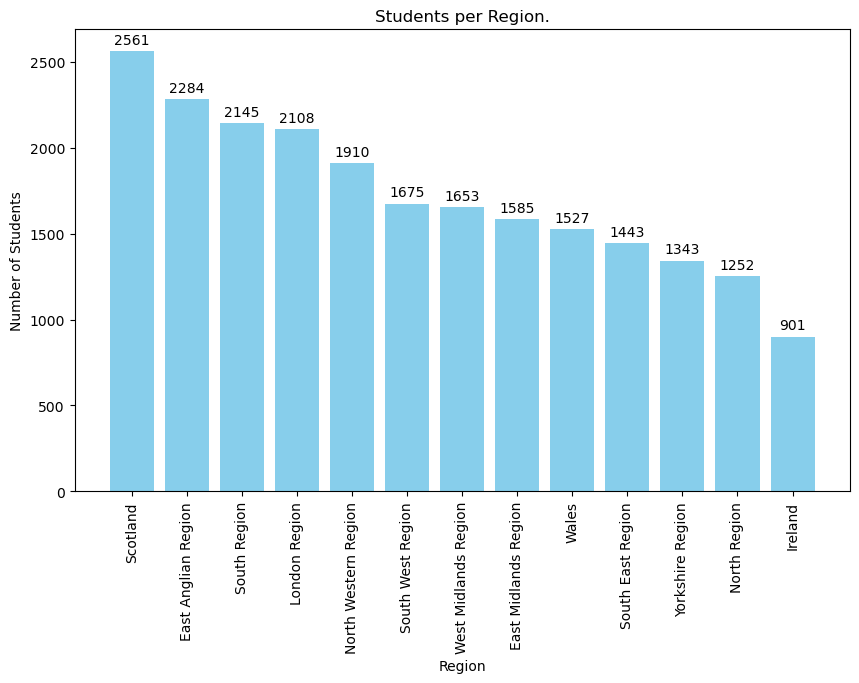 Students per Region.
Number of Students
2500
2000
1500
1000
500
0
2561
2284
2145
2108
1910
1675
1653
1585
1527
1443
1343
1252
901
Scotland
East Anglian Region
South Region
London Region
North Western Region
South West Region
West Midlands Region
East Midlands Region
Wales
South East Region
Yorkshire Region
North Region
Ireland
Region